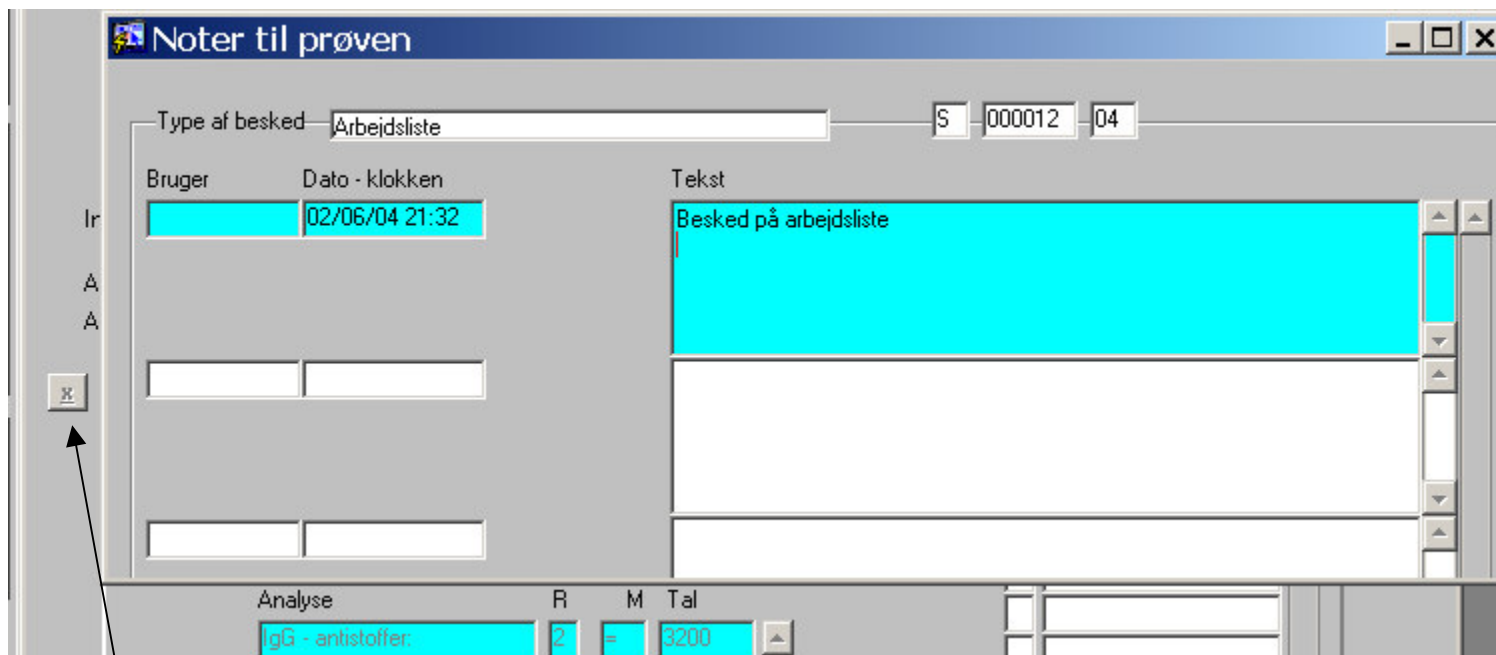 Noter til prøven
Type af besked Arbejdsliste S 000012 04
Bruger Dato - klokken Tekst
Ir
02/06/04 21:32 Besked på arbejdsliste
A
A
x
Analyse R M Tal
IgG - antistoffer: 2 = 3200